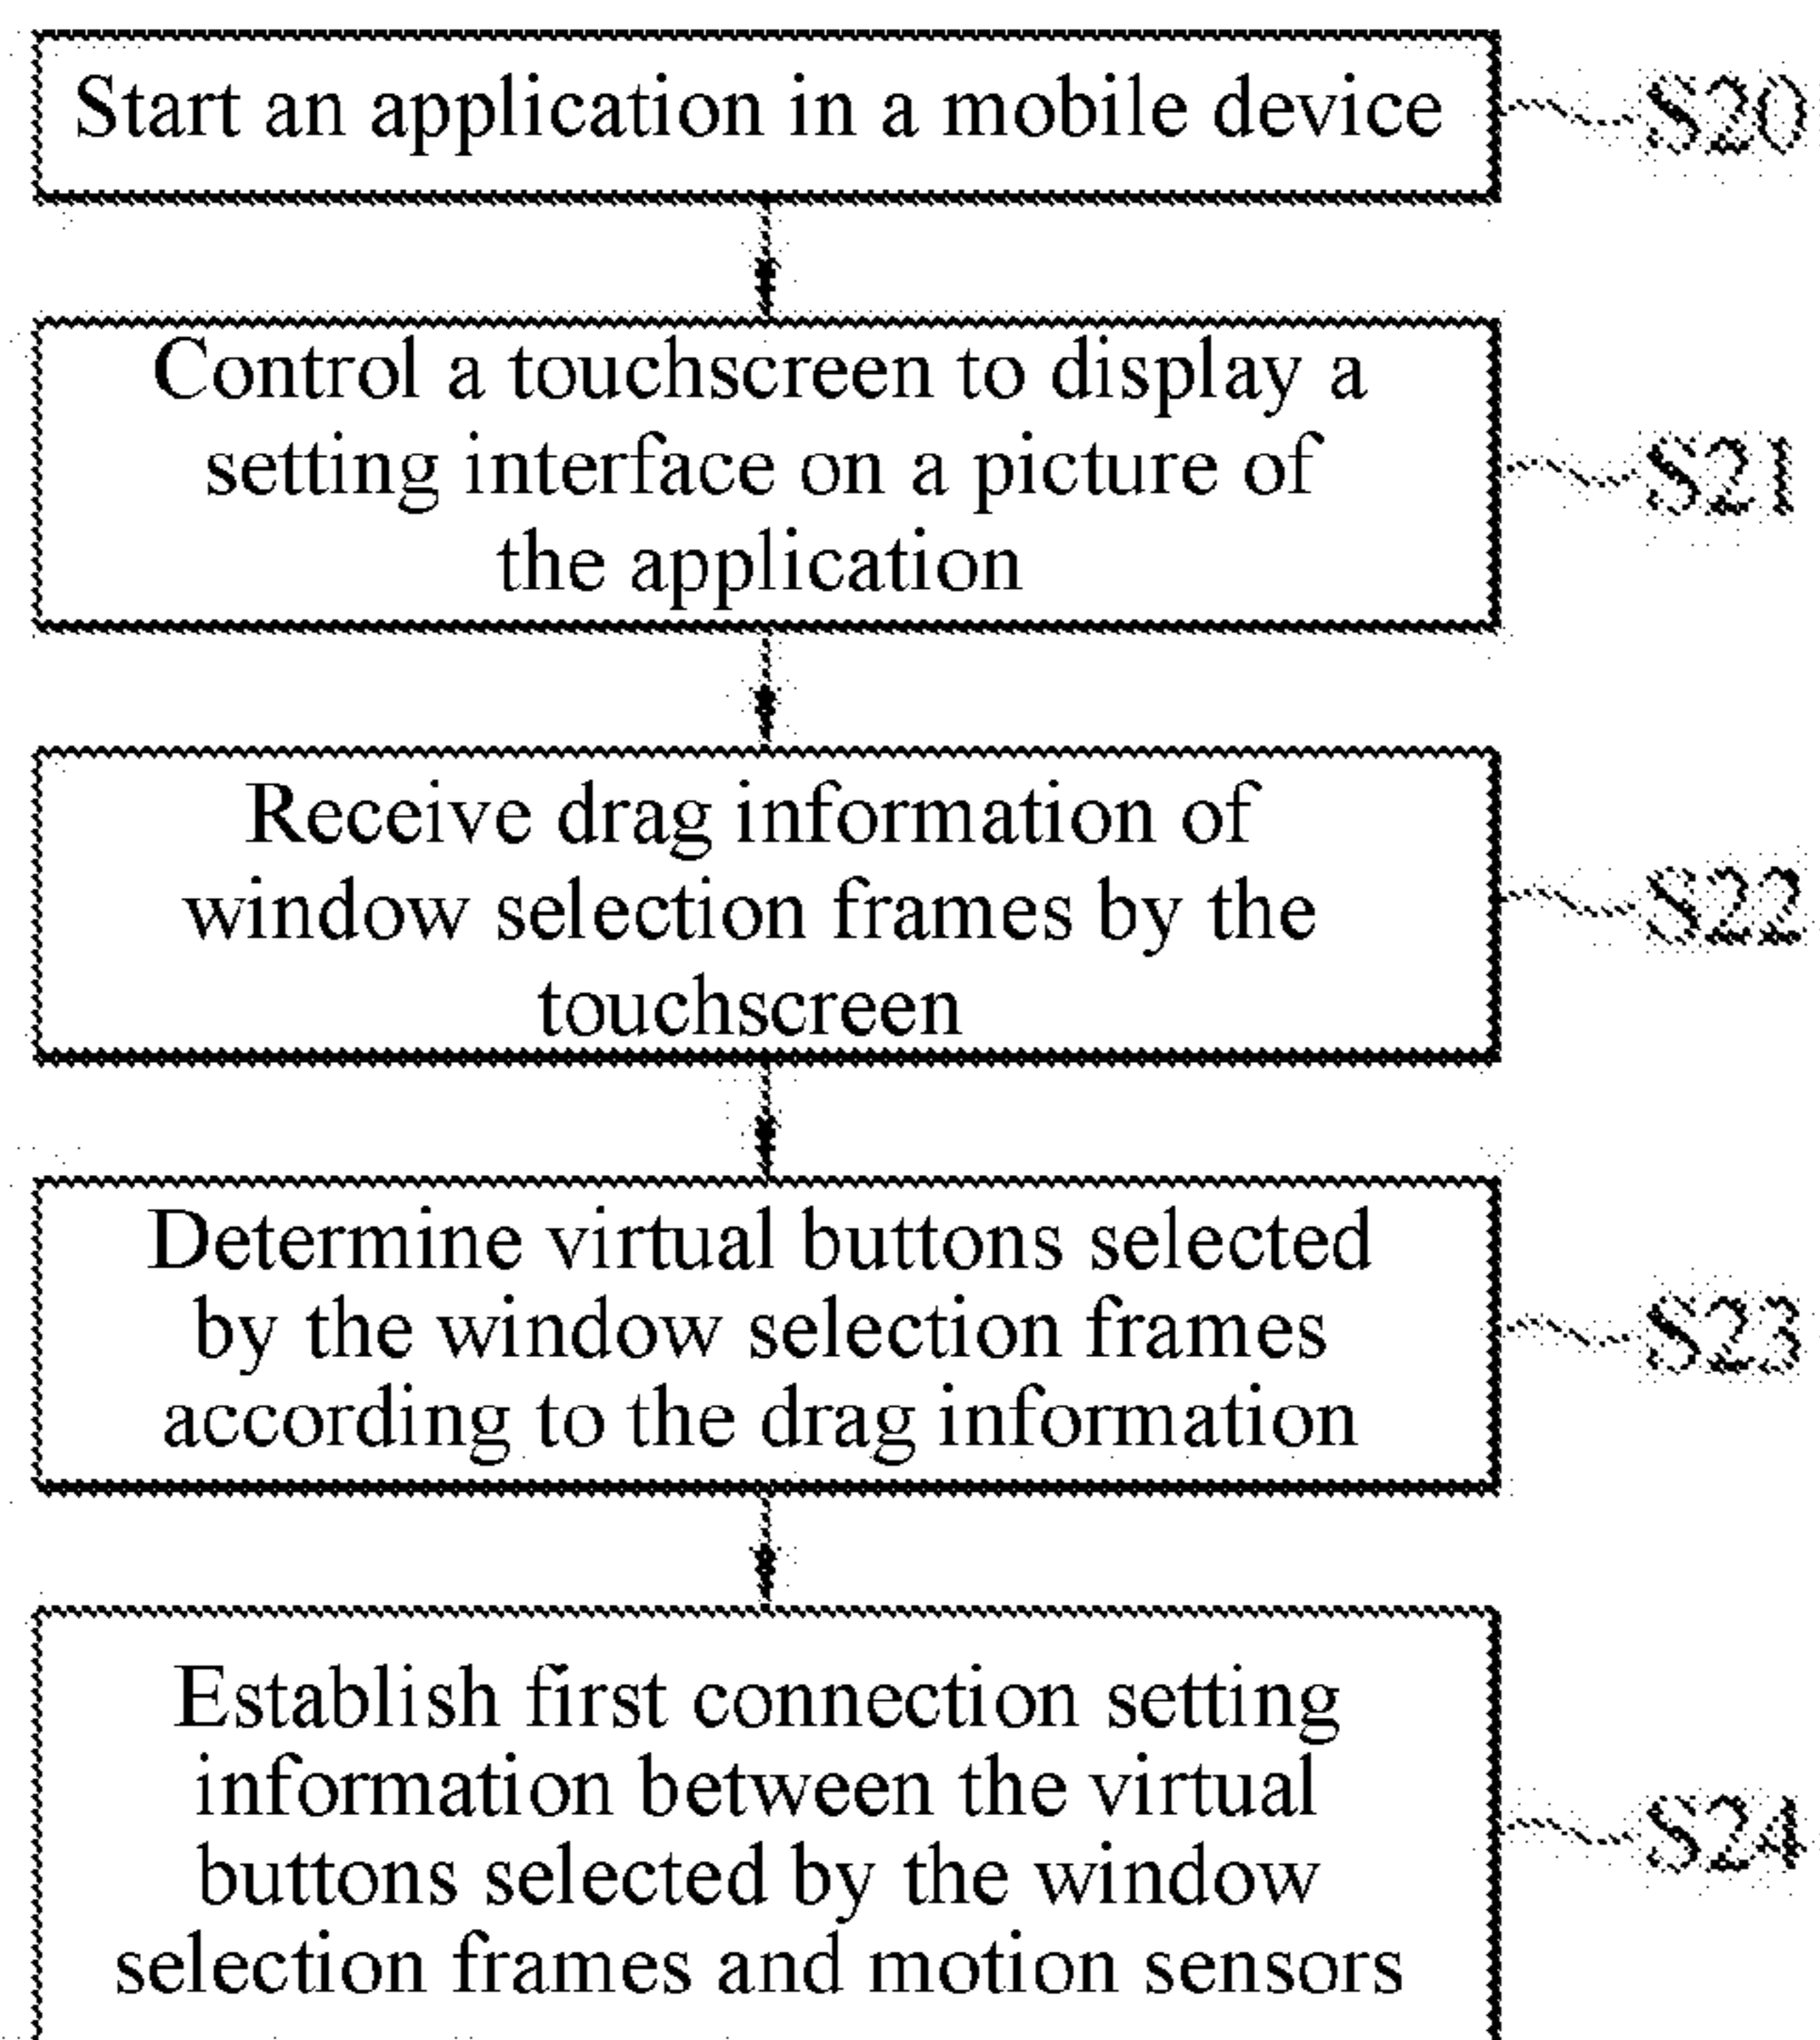 Start an application in a mobile device
S20
Control a touchscreen to display a
setting interface on a picture of
the application
S21
Receive drag information of
window selection frames by the
touchscreen
S22
Determine virtual buttons selected
by the window selection frames
according to the drag information
S23
Establish first connection setting
information between the virtual
buttons selected by the window
selection frames and motion sensors
S24